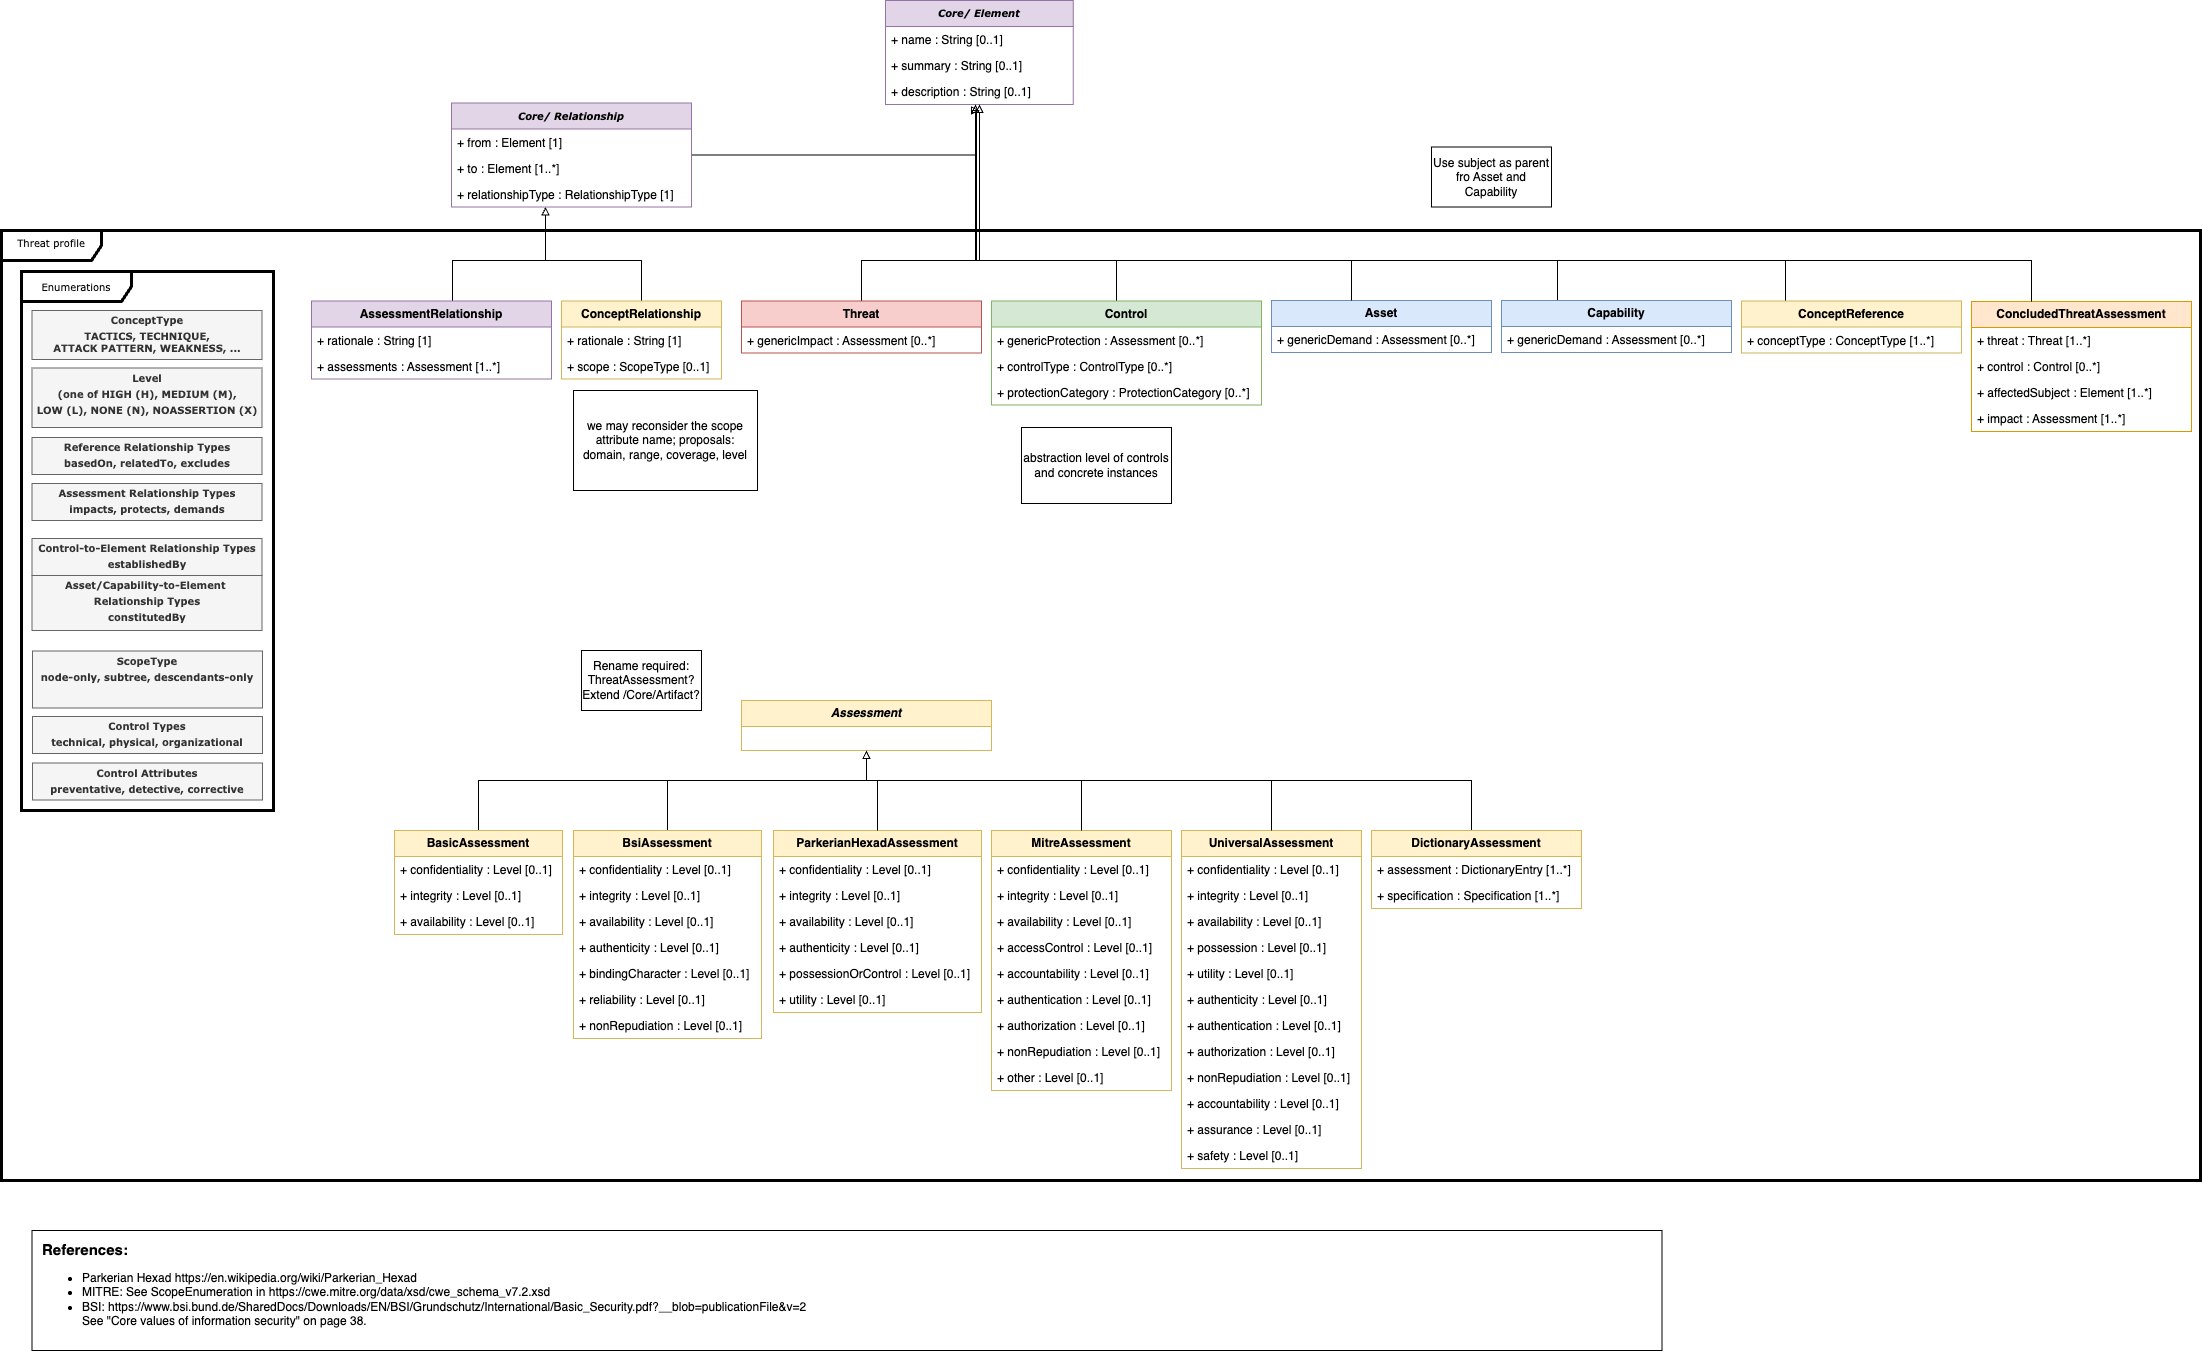 Core/ Element
+ name : String [0..1]
+ summary : String [0..1]
+ description : String [0..1]
Core/ Relationship
+ from : Element [1]
+ to : Element [1..*]
+ relationshipType : RelationshipType [1]
Use subject as parent
fro Asset and
Capability
Threat profile
Enumerations
ConceptType
TACTICS, TECHNIQUE,
ATTACK PATTERN, WEAKNESS, ...
Level
(one of HIGH (H), MEDIUM (M),
LOW (L), NONE (N), NOASSERTION (X)
Reference Relationship Types
basedOn, relatedTo, excludes
Assessment Relationship Types
impacts, protects, demands
Control-to-Element Relationship Types
establishedBy
Asset/Capability-to-Element
Relationship Types
constitutedBy
ScopeType
node-only, subtree, descendants-only
Control Types
technical, physical, organizational
Control Attributes
preventative, detective, corrective
AssessmentRelationship
+ rationale : String [1]
+ assessments : Assessment [1..*]
ConceptRelationship
+ rationale : String [1]
+ scope : ScopeType [0..1]
we may reconsider the scope
attribute name; proposals:
domain, range, coverage, level
Threat
+ genericImpact : Assessment [0..*]
Control
+ genericProtection : Assessment [0..*]
+ controlType : ControlType [0..*]
+ protectionCategory : ProtectionCategory [0..*]
abstraction level of controls
and concrete instances
Asset
+ genericDemand : Assessment [0..*]
Capability
+ genericDemand : Assessment [0..*]
ConceptReference
+ conceptType : ConceptType [1..*]
ConcludedThreatAssessment
+ threat : Threat [1..*]
+ control : Control [0..*]
+ affectedSubject : Element [1..*]
+ impact : Assessment [1..*]
Rename required:
ThreatAssessment?
Extend /Core/Artifact?
Assessment
BasicAssessment
+ confidentiality : Level [0..1]
+ integrity : Level [0..1]
+ availability : Level [0..1]
BsiAssessment
+ confidentiality : Level [0..1]
+ integrity : Level [0..1]
+ availability : Level [0..1]
+ authenticity : Level [0..1]
+ bindingCharacter : Level [0..1]
+ reliability : Level [0..1]
+ nonRepudiation : Level [0..1]
ParkerianHexadAssessment
+ confidentiality : Level [0..1]
+ integrity : Level [0..1]
+ availability : Level [0..1]
+ authenticity : Level [0..1]
+ possessionOrControl : Level [0..1]
+ utility : Level [0..1]
MitreAssessment
+ confidentiality : Level [0..1]
+ integrity : Level [0..1]
+ availability : Level [0..1]
+ accessControl : Level [0..1]
+ accountability : Level [0..1]
+ authentication : Level [0..1]
+ authorization : Level [0..1]
+ nonRepudiation : Level [0..1]
+ other : Level [0..1]
UniversalAssessment
+ confidentiality : Level [0..1]
+ integrity : Level [0..1]
+ availability : Level [0..1]
+ possession : Level [0..1]
+ utility : Level [0..1]
+ authenticity : Level [0..1]
+ authentication : Level [0..1]
+ authorization : Level [0..1]
+ nonRepudiation : Level [0..1]
+ accountability : Level [0..1]
+ assurance : Level [0..1]
+ safety : Level [0..1]
DictionaryAssessment
+ assessment : DictionaryEntry [1..*]
+ specification : Specification [1..*]
References:
• Parkerian Hexad https://en.wikipedia.org/wiki/Parkerian_Hexad
• MITRE: See ScopeEnumeration in https://cwe.mitre.org/data/xsd/cwe_schema_v7.2.xsd
• BSI: https://www.bsi.bund.de/SharedDocs/Downloads/EN/BSI/Grundschutz/International/Basic_Security.pdf?__blob=publicationFile&v=2
See "Core values of information security" on page 38.